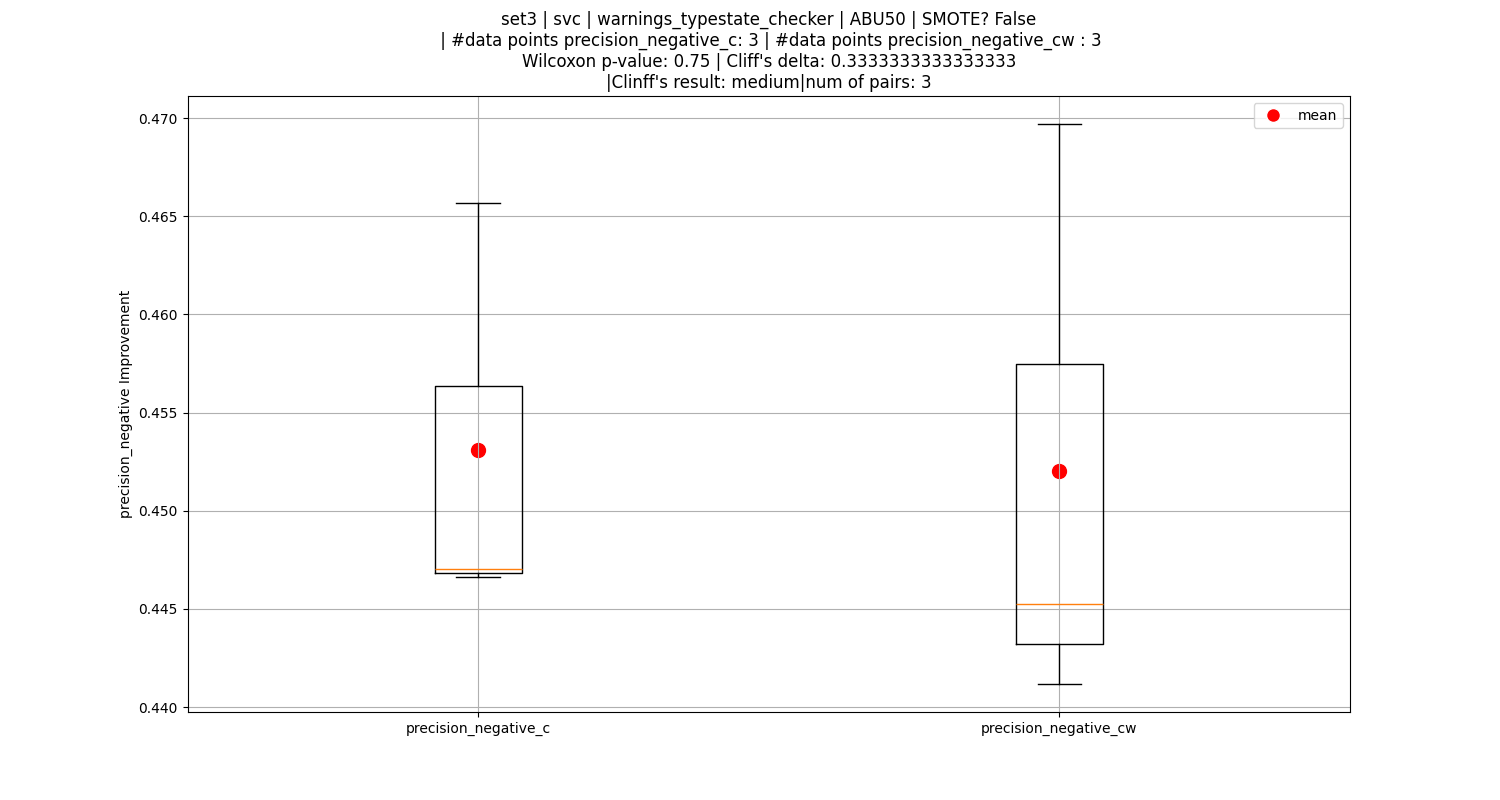 set3 | svc | warnings_typestate_checker | ABU50 | SMOTE? False
| #data points precision_negative_c: 3 | #data points precision_negative_cw : 3
Wilcoxon p-value: 0.75 | Cliff's delta: 0.3333333333333333
|Clinff's result: medium|num of pairs: 3
mean
0.470
0.465
0.460
0.455
0.450
0.445
0.440
precision_negative Improvement
precision_negative_c
precision_negative_cw